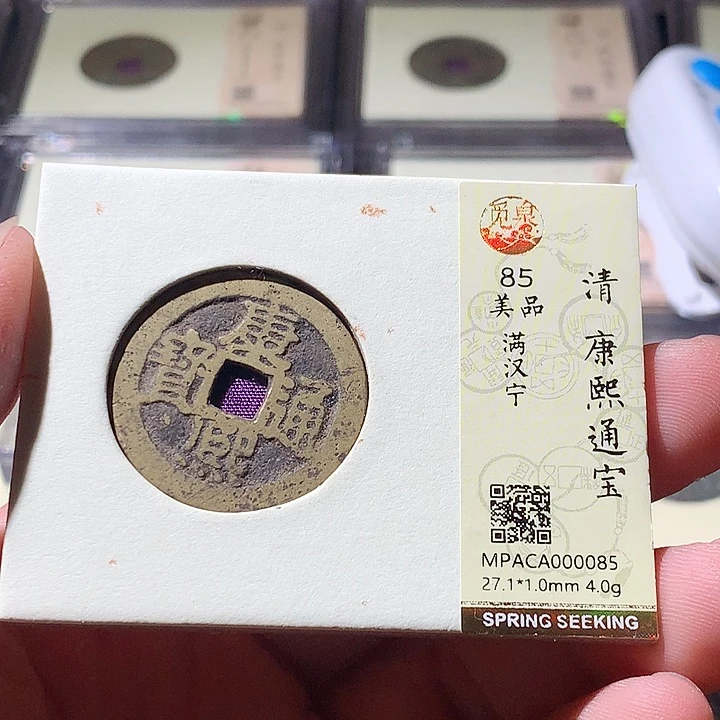 康熙通寶
觅泉
85
美品
满汉宁
清 康熙通宝
MPACA000085
27.1*1.0mm 4.0g
SPRING SEEKING